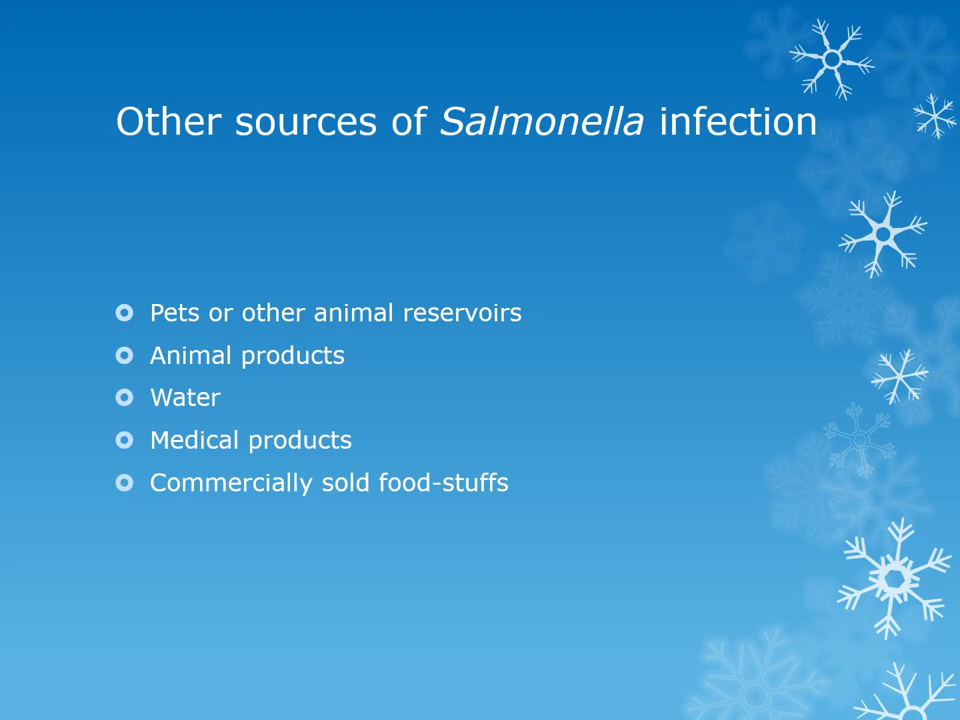 Other sources of Salmonella infection
Pets or other animal reservoirs
Animal products
Water
Medical products
Commercially sold food-stuffs